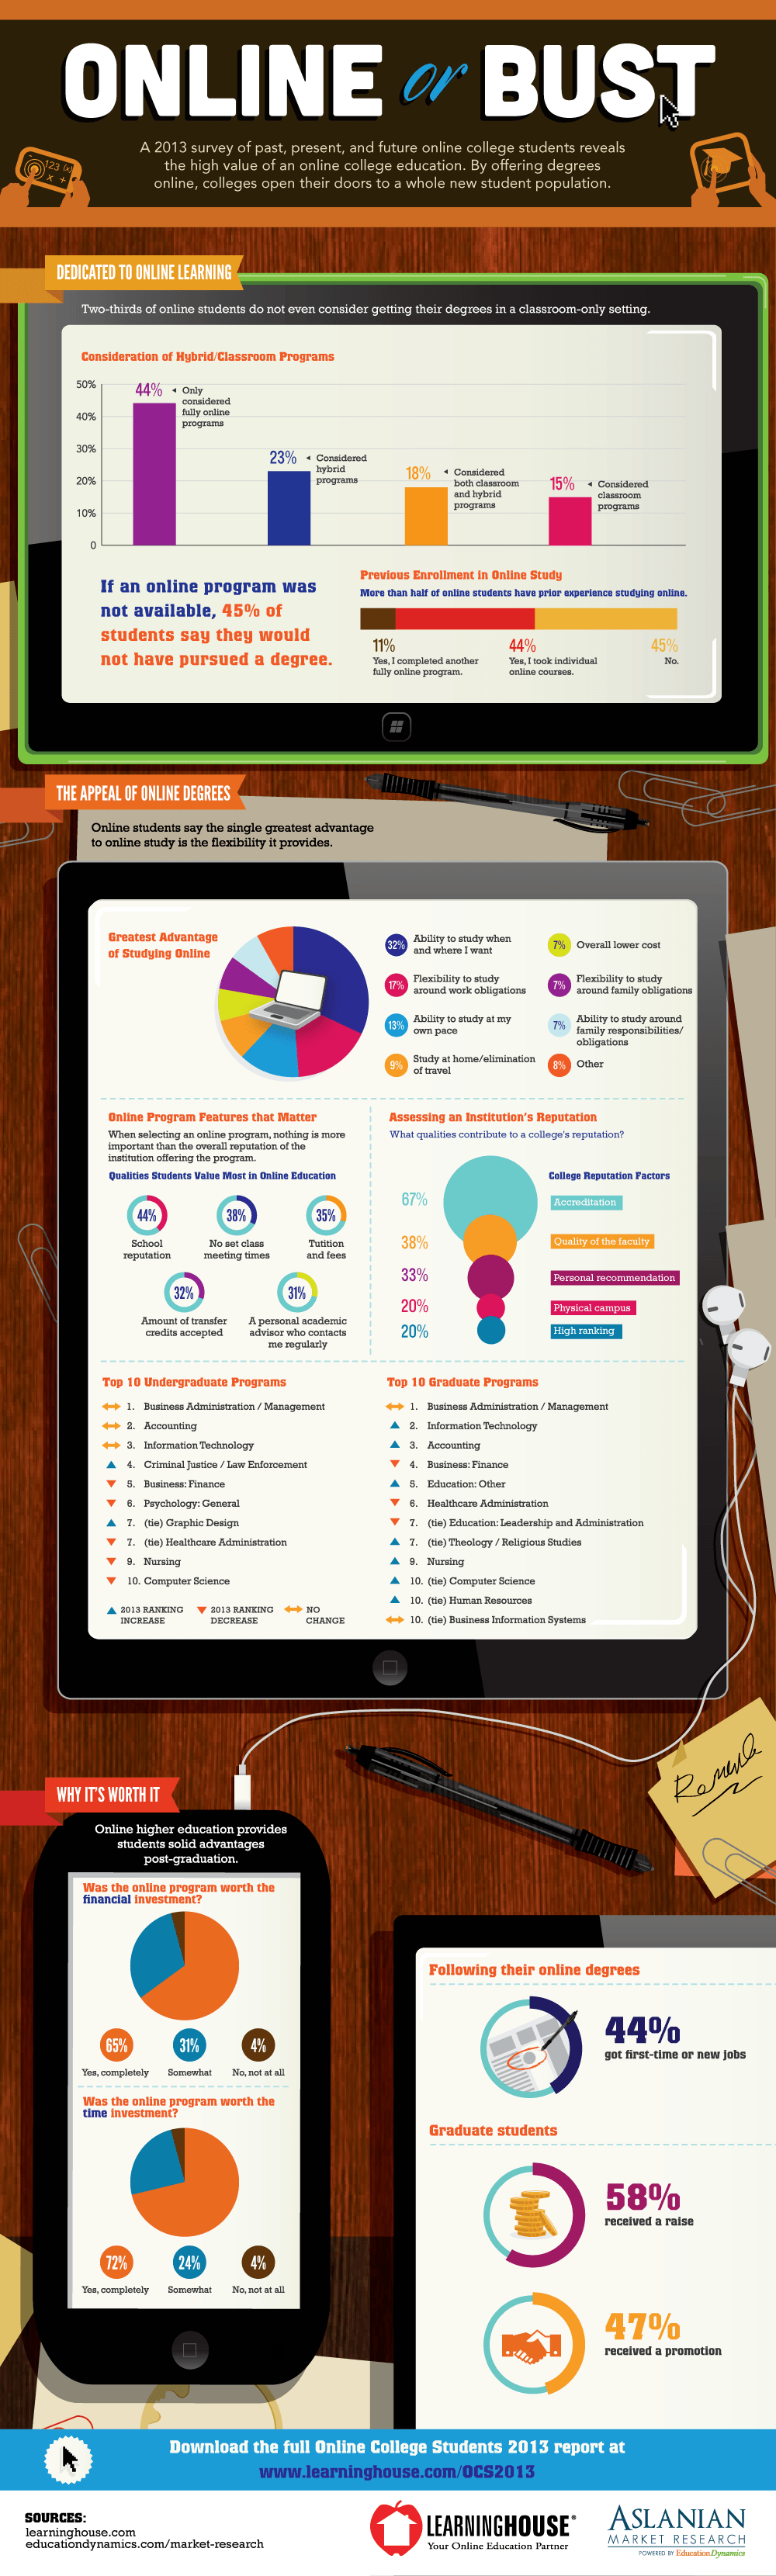 ONLINE or BUST
A 2013 survey of past, present, and future online college students reveals
the high value of an online college education. By offering degrees
online, colleges open their doors to a whole new student population.
DEDICATED TO ONLINE LEARNING
Two-thirds of online students do not even consider getting their degrees in a classroom-only setting.
Consideration of Hybrid/Classroom Programs
50%
40%
30%
20%
10%
0
44%
Only
considered
fully online
programs
23%
Considered
hybrid
programs
18%
Considered
both classroom
and hybrid
programs
15%
Considered
classroom
programs
If an online program was
not available, 45% of
students say they would
not have pursued a degree.
Previous Enrollment in Online Study
More than half of online students have prior experience studying online.
11%
Yes, I completed another
fully online program.
44%
Yes, I took individual
online courses.
45%
No.
THE APPEAL OF ONLINE DEGREES
Online students say the single greatest advantage
to online study is the flexibility it provides.
Greatest Advantage
of Studying Online
32%
Ability to study when
and where I want
17%
Flexibility to study
around work obligations
13%
Ability to study at my
own pace
9%
Study at home/elimination
of travel
7%
Overall lower cost
7%
Flexibility to study
around family obligations
7%
Ability to study around
family responsibilities/
obligations
8%
Other
Online Program Features that Matter
When selecting an online program, nothing is more
important than the overall reputation of the
institution offering the program.
Qualities Students Value Most in Online Education
44%
School
reputation
38%
No set class
meeting times
35%
Tutition
and fees
32%
Amount of transfer
credits accepted
31%
A personal academic
advisor who contacts
me regularly
Assessing an Institution's Reputation
What qualities contribute to a college's reputation?
College Reputation Factors
67%
Accreditation
38%
Quality of the faculty
33%
Personal recommendation
20%
Physical campus
20%
High ranking
Top 10 Undergraduate Programs
1. Business Administration / Management
2. Accounting
3. Information Technology
4. Criminal Justice / Law Enforcement
5. Business: Finance
6. Psychology: General
7. (tie) Graphic Design
7. (tie) Healthcare Administration
9. Nursing
10. Computer Science
2013 RANKING
INCREASE
2013 RANKING
DECREASE
NO
CHANGE
Top 10 Graduate Programs
1. Business Administration / Management
2. Information Technology
3. Accounting
4. Business: Finance
5. Education: Other
6. Healthcare Administration
7. (tie) Education: Leadership and Administration
7. (tie) Theology / Religious Studies
9. Nursing
10. (tie) Computer Science
10. (tie) Human Resources
10. (tie) Business Information Systems
WHY IT'S WORTH IT
Online higher education provides
students solid advantages
post-graduation.
Was the online program worth the
financial investment?
65%
Yes, completely
31%
Somewhat
4%
No, not at all
Was the online program worth the
time investment?
72%
Yes, completely
24%
Somewhat
4%
No, not at all
Following their online degrees
44%
got first-time or new jobs
Graduate students
58%
received a raise
47%
received a promotion
Download the full Online College Students 2013 report at
www.learninghouse.com/OCS2013
SOURCES:
learninghouse.com
educationdynamics.com/market-research
LEARNINGHOUSE®
Your Online Education Partner
ASLANIAN
MARKET RESEARCH
POWERED BY EducationDynamics